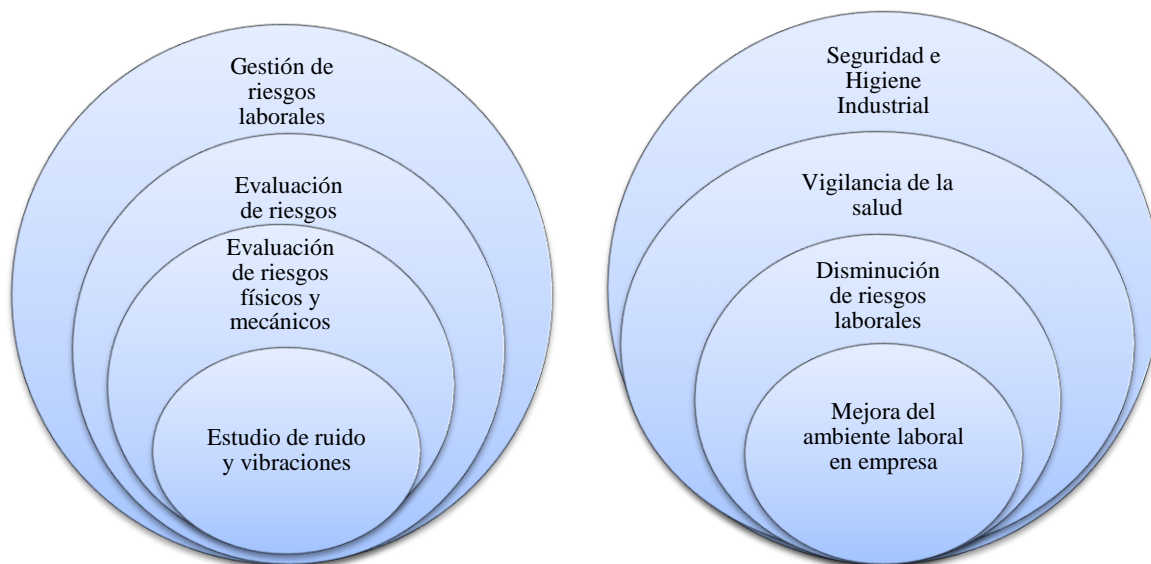 Gestión de
riesgos
laborales
Evaluación
de riesgos
Evaluación
de riesgos
físicos y
mecánicos
Estudio de ruido
y vibraciones
Seguridad e
Higiene
Industrial
Vigilancia de la
salud
Disminución
de riesgos
laborales
Mejora del
ambiente laboral
en empresa